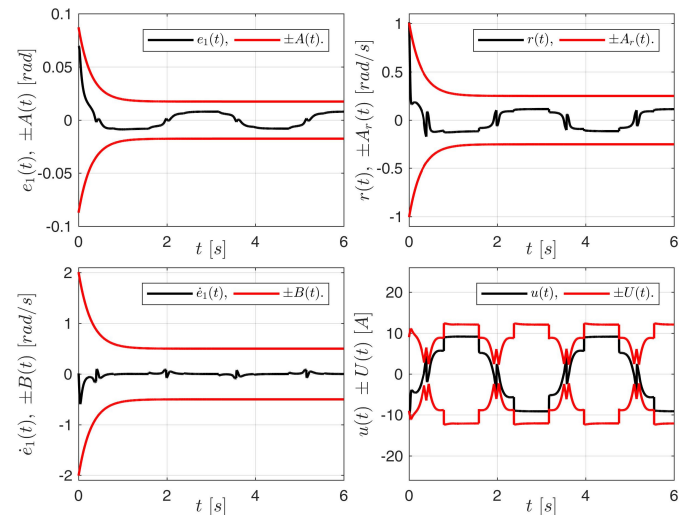 e₁(t), ±A(t) [rad]
0.1
0.05
0
-0.05
-0.1
e₁(t), ±A(t).
0 2 4 6
t [s]
r(t), ±Aᵣ(t) [rad/s]
1
0.5
0
-0.5
-1
r(t), ±Aᵣ(t).
0 2 4 6
t [s]
ė₁(t), ±B(t) [rad/s]
2
1
0
-1
-2
ė₁(t), ±B(t).
0 2 4 6
t [s]
u(t) ±U(t) [A]
20
10
0
-10
-20
u(t), ±U(t).
0 2 4 6
t [s]